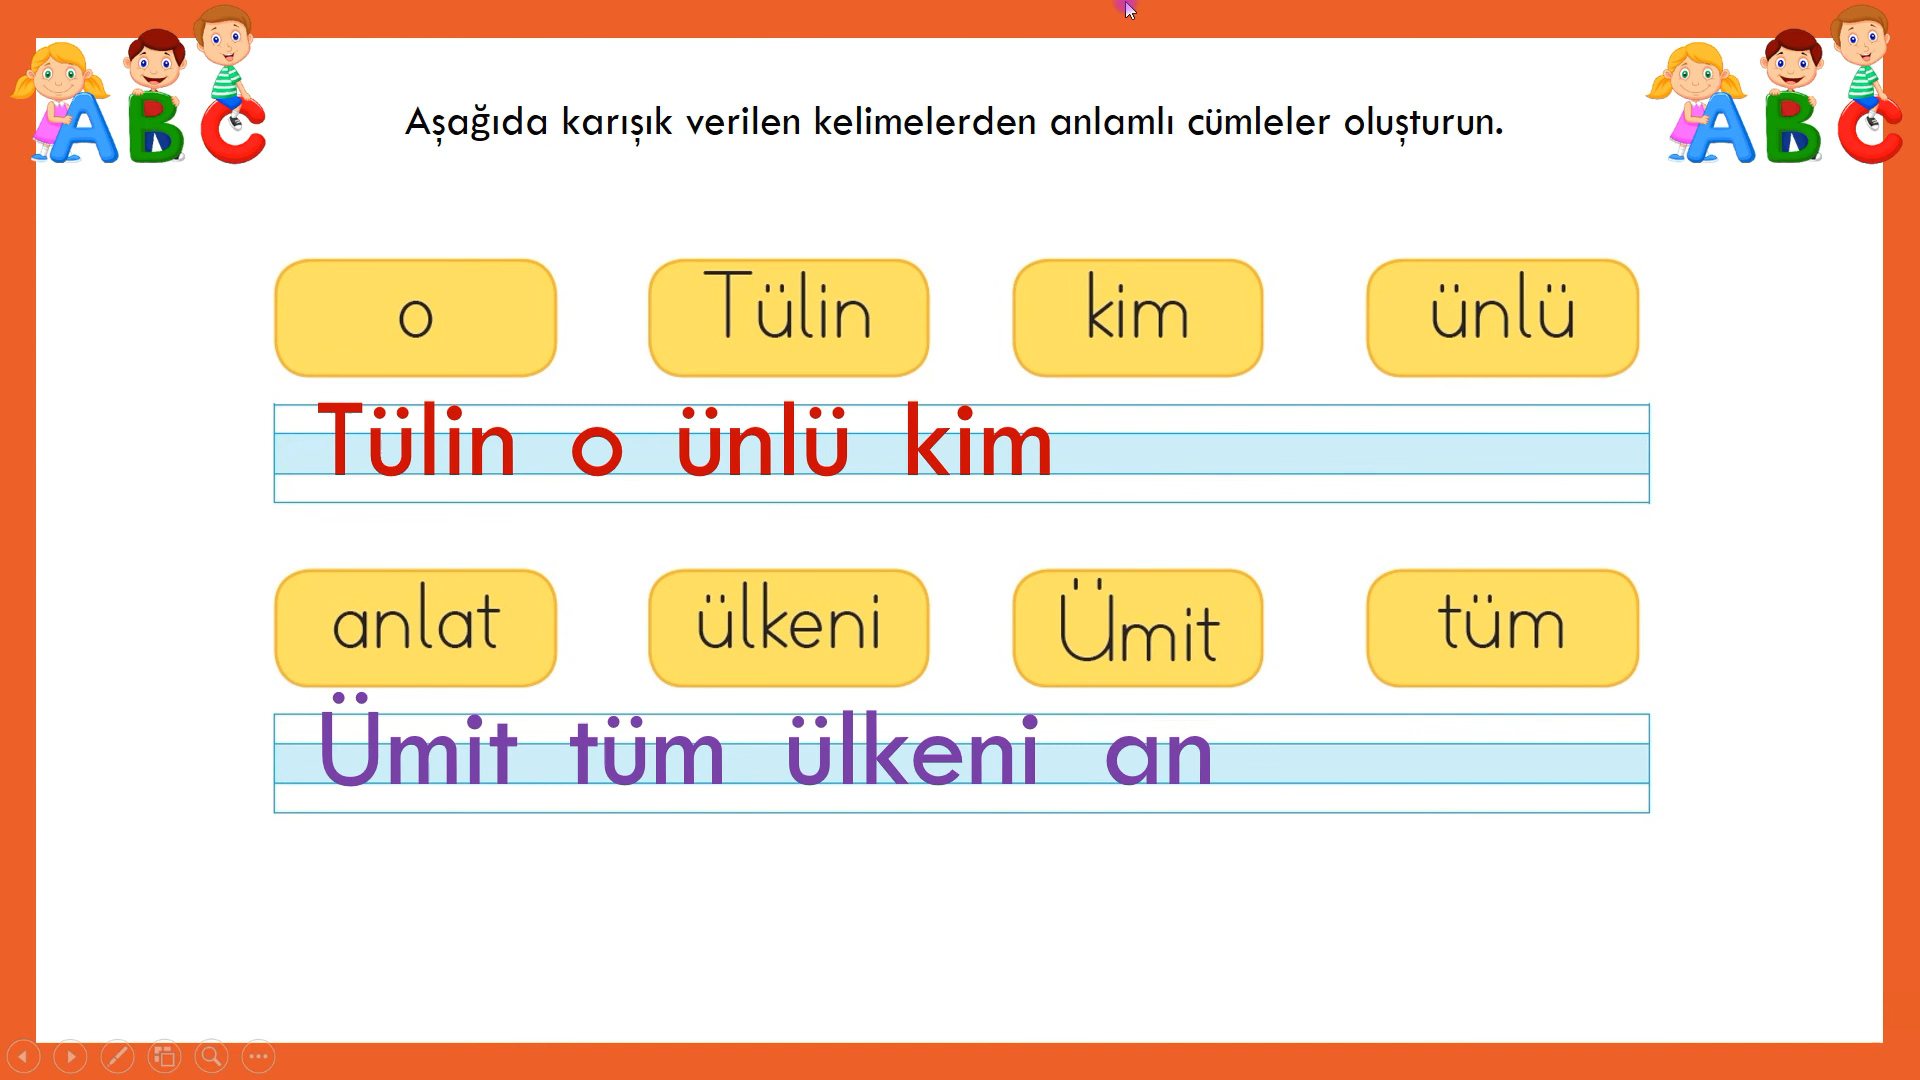 Aşağıda karışık verilen kelimelerden anlamlı cümleler oluşturun.
o Tülin kim ünlü
Tülin o ünlü kim
anlat ülkeni Ümit tüm
Ümit tüm ülkeni an
A B C
A B C